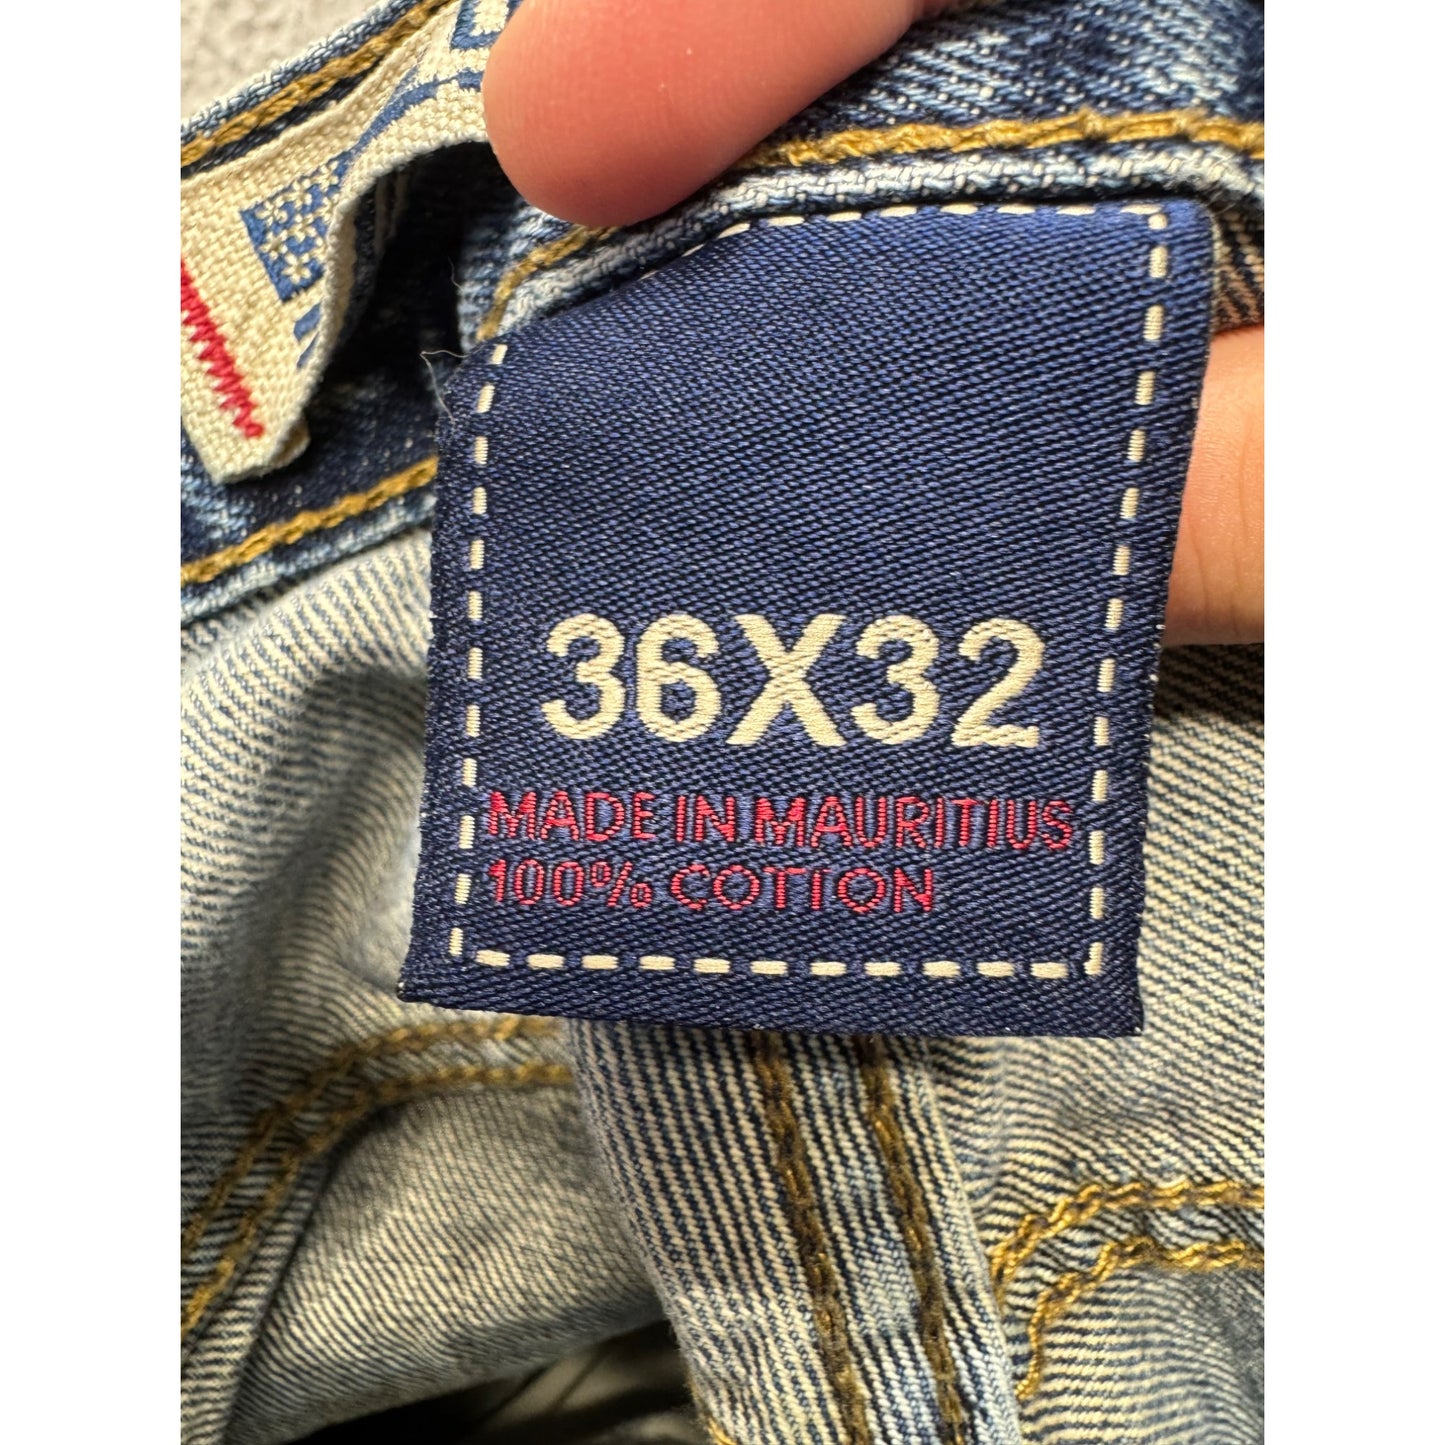 36X32
MADE IN MAURITIUS
100% COTTON